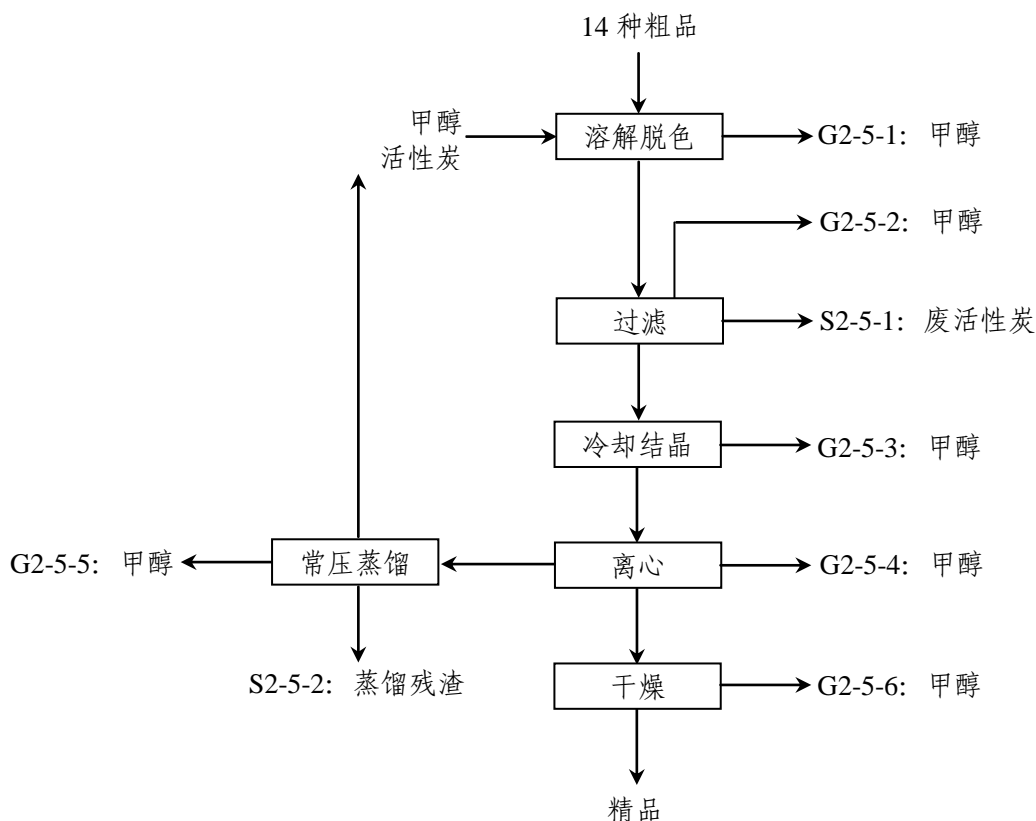 14 种粗品
甲醇
活性炭
溶解脱色
G2-5-1: 甲醇
G2-5-2: 甲醇
过滤
S2-5-1: 废活性炭
冷却结晶
G2-5-3: 甲醇
G2-5-5: 甲醇
常压蒸馏
离心
G2-5-4: 甲醇
S2-5-2: 蒸馏残渣
干燥
G2-5-6: 甲醇
精品